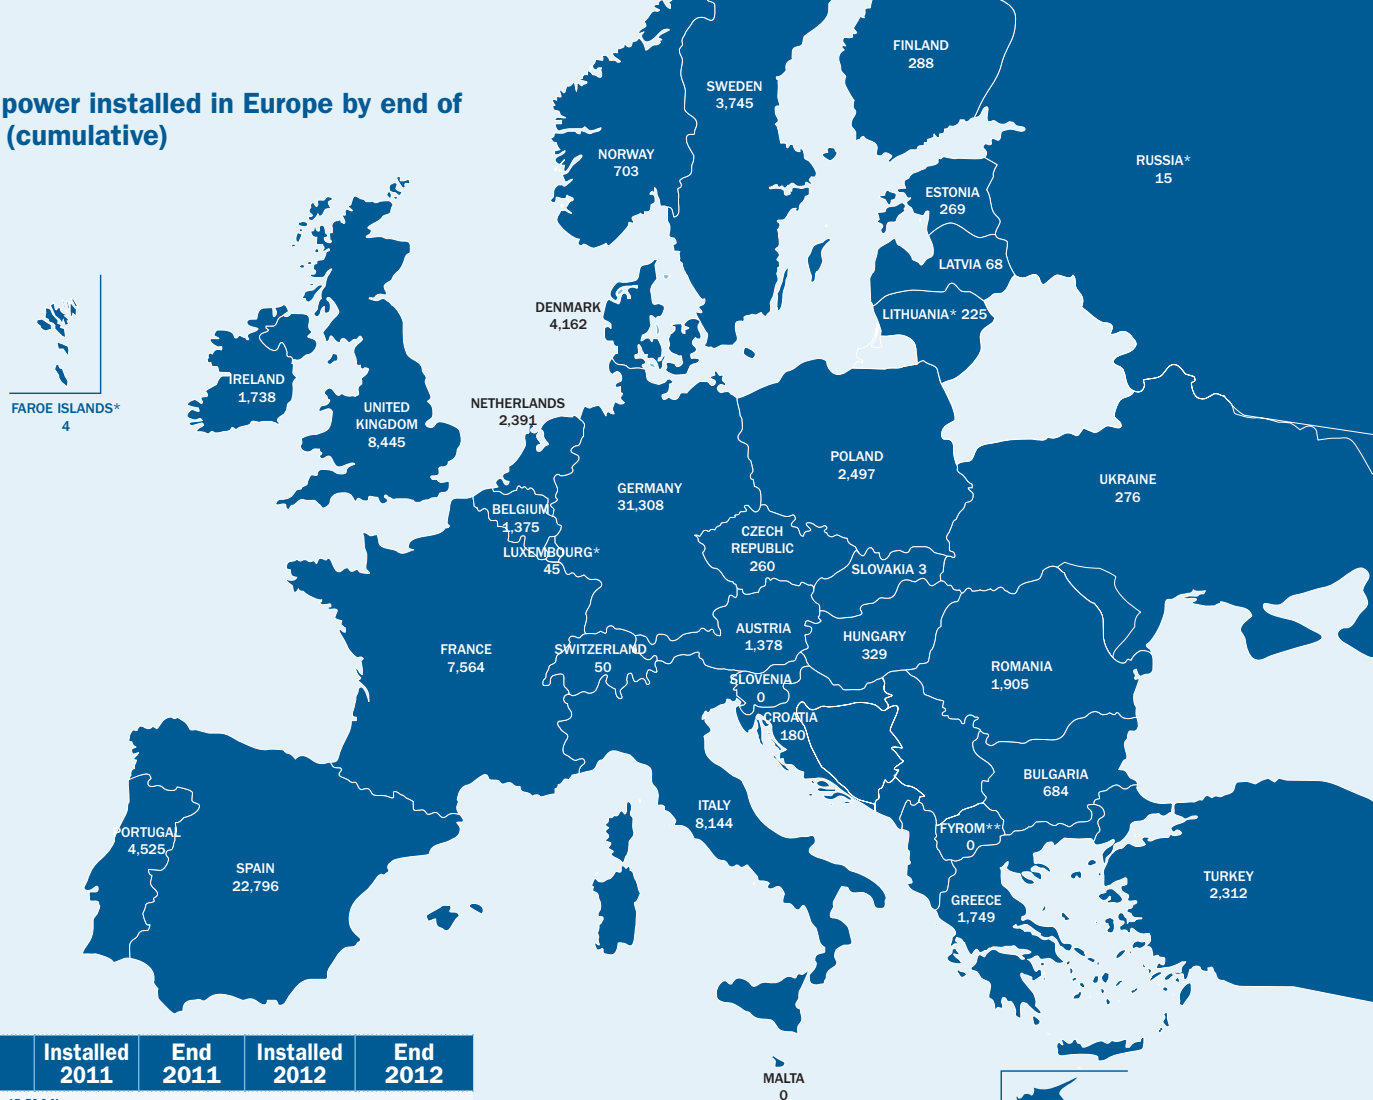 power installed in Europe by end of
(cumulative)
FINLAND
288
SWEDEN
3,745
NORWAY
703
RUSSIA*
15
ESTONIA
269
LATVIA 68
LITHUANIA* 225
DENMARK
4,162
FAROE ISLANDS*
4
IRELAND
1,738
UNITED
KINGDOM
8,445
NETHERLANDS
2,391
POLAND
2,497
UKRAINE
276
GERMANY
31,308
BELGIUM
1,375
LUXEMBOURG*
45
CZECH
REPUBLIC
260
SLOVAKIA 3
AUSTRIA
1,378
HUNGARY
329
FRANCE
7,564
SWITZERLAND
50
ROMANIA
1,905
SLOVENIA
0
CROATIA
180
BULGARIA
684
ITALY
8,144
FYROM**
0
PORTUGAL
4,525
SPAIN
22,796
TURKEY
2,312
GREECE
1,749
Installed 2011
End 2011
Installed 2012
End 2012
MALTA
0